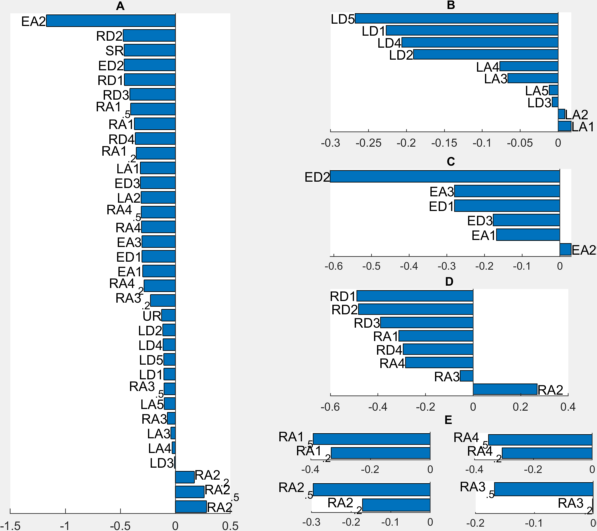 A
EA2
RD2
SR
ED2
RD1
RD3
RA1.5
RA1
RD4
RA1.2
LA1
ED3
LA2
RA4.5
RA4
EA3
ED1
EA1
RA4.2
RA3.2
UR
LD2
LD4
LD5
LD1
RA3.5
LA5
RA3
LA3
LA4
LD3
RA2.2
RA2.5
RA2
-1.5 -1 -0.5 0 0.5
B
LD5
LD1
LD4
LD2
LA4
LA3
LA5
LD3
LA2
LA1
-0.3 -0.25 -0.2 -0.15 -0.1 -0.05 0
C
ED2
EA3
ED1
ED3
EA1
EA2
-0.6 -0.5 -0.4 -0.3 -0.2 -0.1 0
D
RD1
RD2
RD3
RA1
RD4
RA4
RA3
RA2
-0.6 -0.4 -0.2 0 0.2 0.4
E
RA1.5
RA1.2
-0.4 -0.2 0
RA4.5
RA4.2
-0.4 -0.2 0
RA2.5
RA2.2
-0.3 -0.2 -0.1 0
RA3.5
RA3.2
-0.4 -0.2 0